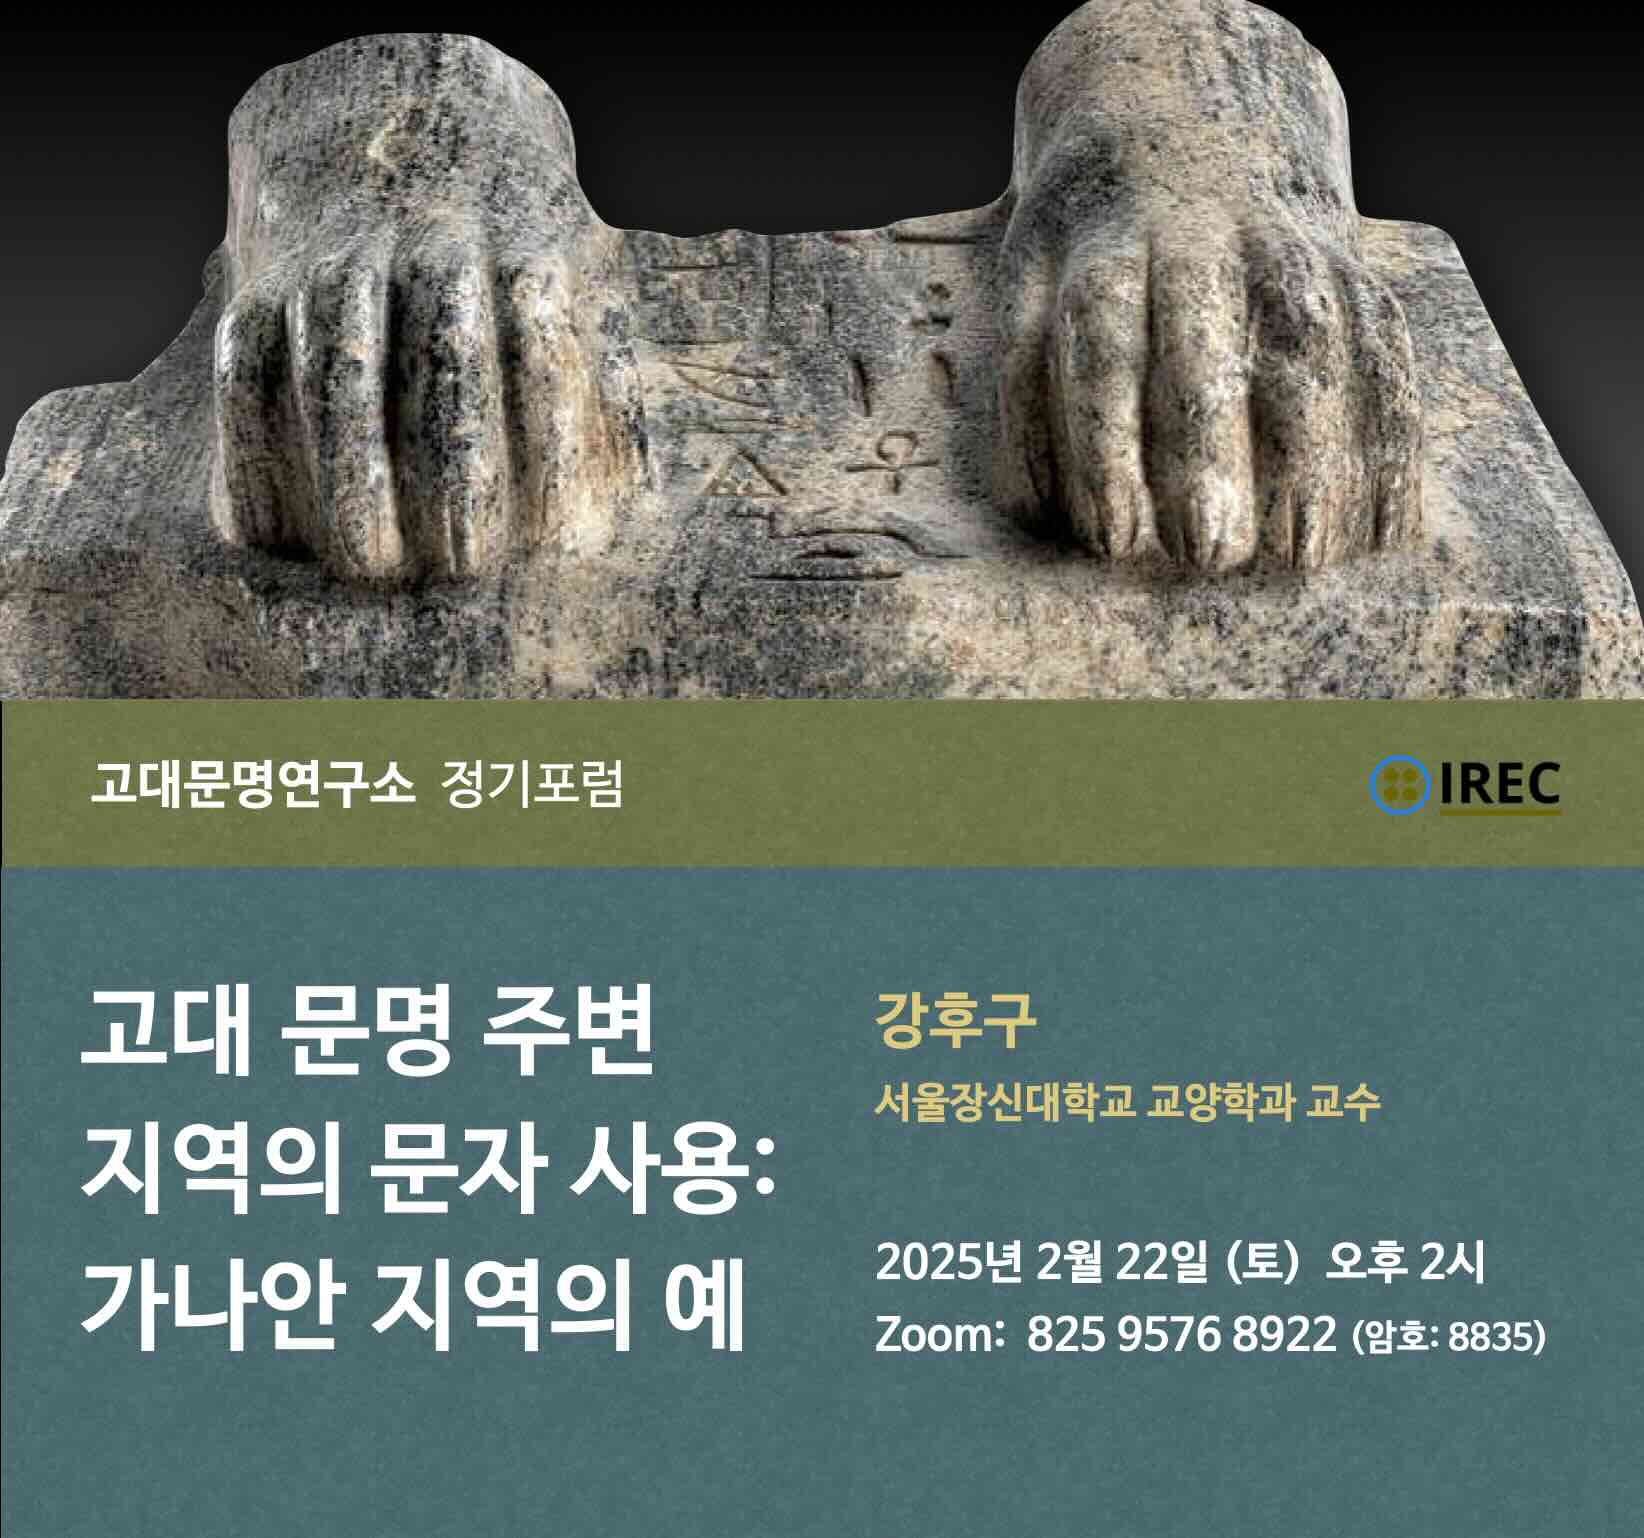 고대문명연구소 정기포럼
IREC
고대 문명 주변
지역의 문자 사용:
가나안 지역의 예
강후구
서울장신대학교 교양학과 교수
2025년 2월 22일 (토) 오후 2시
Zoom: 825 9576 8922 (암호: 8835)